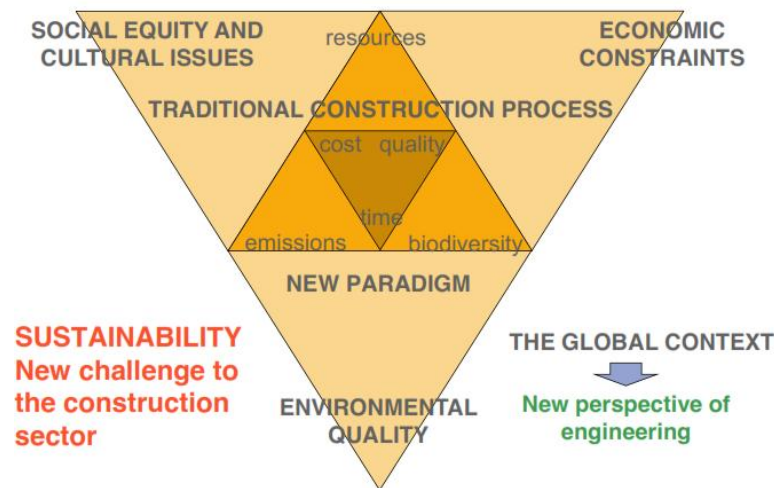 SOCIAL EQUITY AND
CULTURAL ISSUES
resources
ECONOMIC
CONSTRAINTS
TRADITIONAL CONSTRUCTION PROCESS
cost quality
time
emissions
biodiversity
NEW PARADIGM
SUSTAINABILITY
New challenge to
the construction
sector
ENVIRONMENTAL
QUALITY
THE GLOBAL CONTEXT
New perspective of
engineering